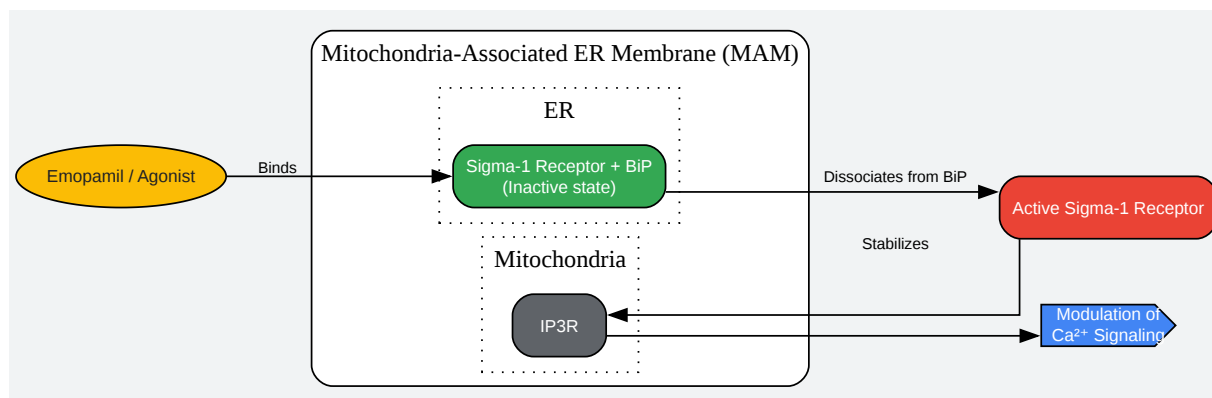 Mitochondria-Associated ER Membrane (MAM)
ER
Emopamil / Agonist
Binds
Sigma-1 Receptor + BiP
(Inactive state)
Dissociates from BiP
Active Sigma-1 Receptor
Stabilizes
Mitochondria
IP3R
Modulation of
Ca²⁺ Signaling